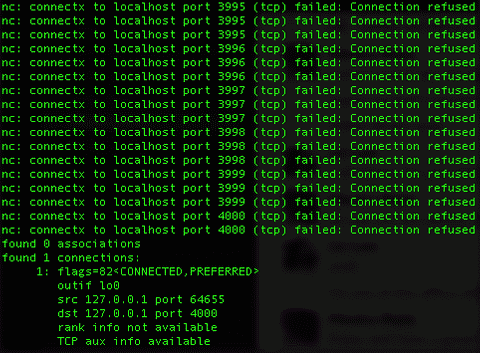 nc: connectx to localhost port 3995 (tcp) failed: Connection refused
nc: connectx to localhost port 3995 (tcp) failed: Connection refused
nc: connectx to localhost port 3995 (tcp) failed: Connection refused
nc: connectx to localhost port 3996 (tcp) failed: Connection refused
nc: connectx to localhost port 3996 (tcp) failed: Connection refused
nc: connectx to localhost port 3996 (tcp) failed: Connection refused
nc: connectx to localhost port 3997 (tcp) failed: Connection refused
nc: connectx to localhost port 3997 (tcp) failed: Connection refused
nc: connectx to localhost port 3997 (tcp) failed: Connection refused
nc: connectx to localhost port 3998 (tcp) failed: Connection refused
nc: connectx to localhost port 3998 (tcp) failed: Connection refused
nc: connectx to localhost port 3998 (tcp) failed: Connection refused
nc: connectx to localhost port 3999 (tcp) failed: Connection refused
nc: connectx to localhost port 3999 (tcp) failed: Connection refused
nc: connectx to localhost port 3999 (tcp) failed: Connection refused
nc: connectx to localhost port 4000 (tcp) failed: Connection refused
nc: connectx to localhost port 4000 (tcp) failed: Connection refused
found 0 associations
found 1 connections:
1: flags=82<CONNECTED,PREFERRED>
outif lo0
src 127.0.0.1 port 64655
dst 127.0.0.1 port 4000
rank info not available
TCP aux info available